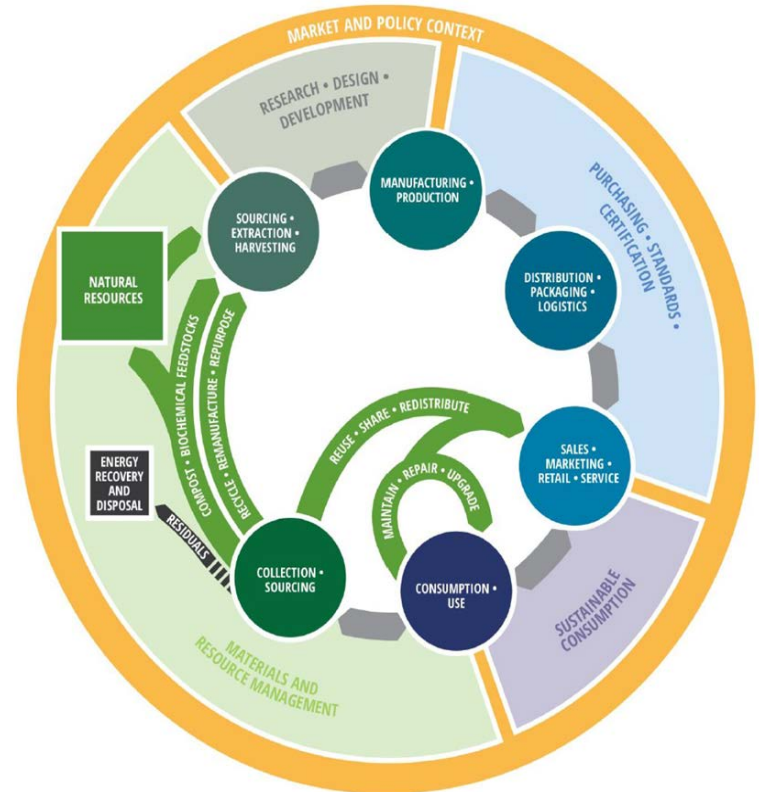 MARKET AND POLICY CONTEXT
RESEARCH • DESIGN •
DEVELOPMENT
PURCHASING • STANDARDS •
CERTIFICATION
MANUFACTURING •
PRODUCTION
SOURCING •
EXTRACTION •
HARVESTING
NATURAL
RESOURCES
DISTRIBUTION •
PACKAGING •
LOGISTICS
COMPOST • BIOCHEMICAL FEEDSTOCKS
RECYCLE • REMANUFACTURE • REPURPOSE
REUSE • SHARE • REDISTRIBUTE
MAINTAIN • REPAIR • UPGRADE
SALES •
MARKETING •
RETAIL • SERVICE
ENERGY
RECOVERY
AND
DISPOSAL
RESIDUALS
COLLECTION •
SOURCING
CONSUMPTION •
USE
SUSTAINABLE
CONSUMPTION
MATERIALS AND
RESOURCE MANAGEMENT